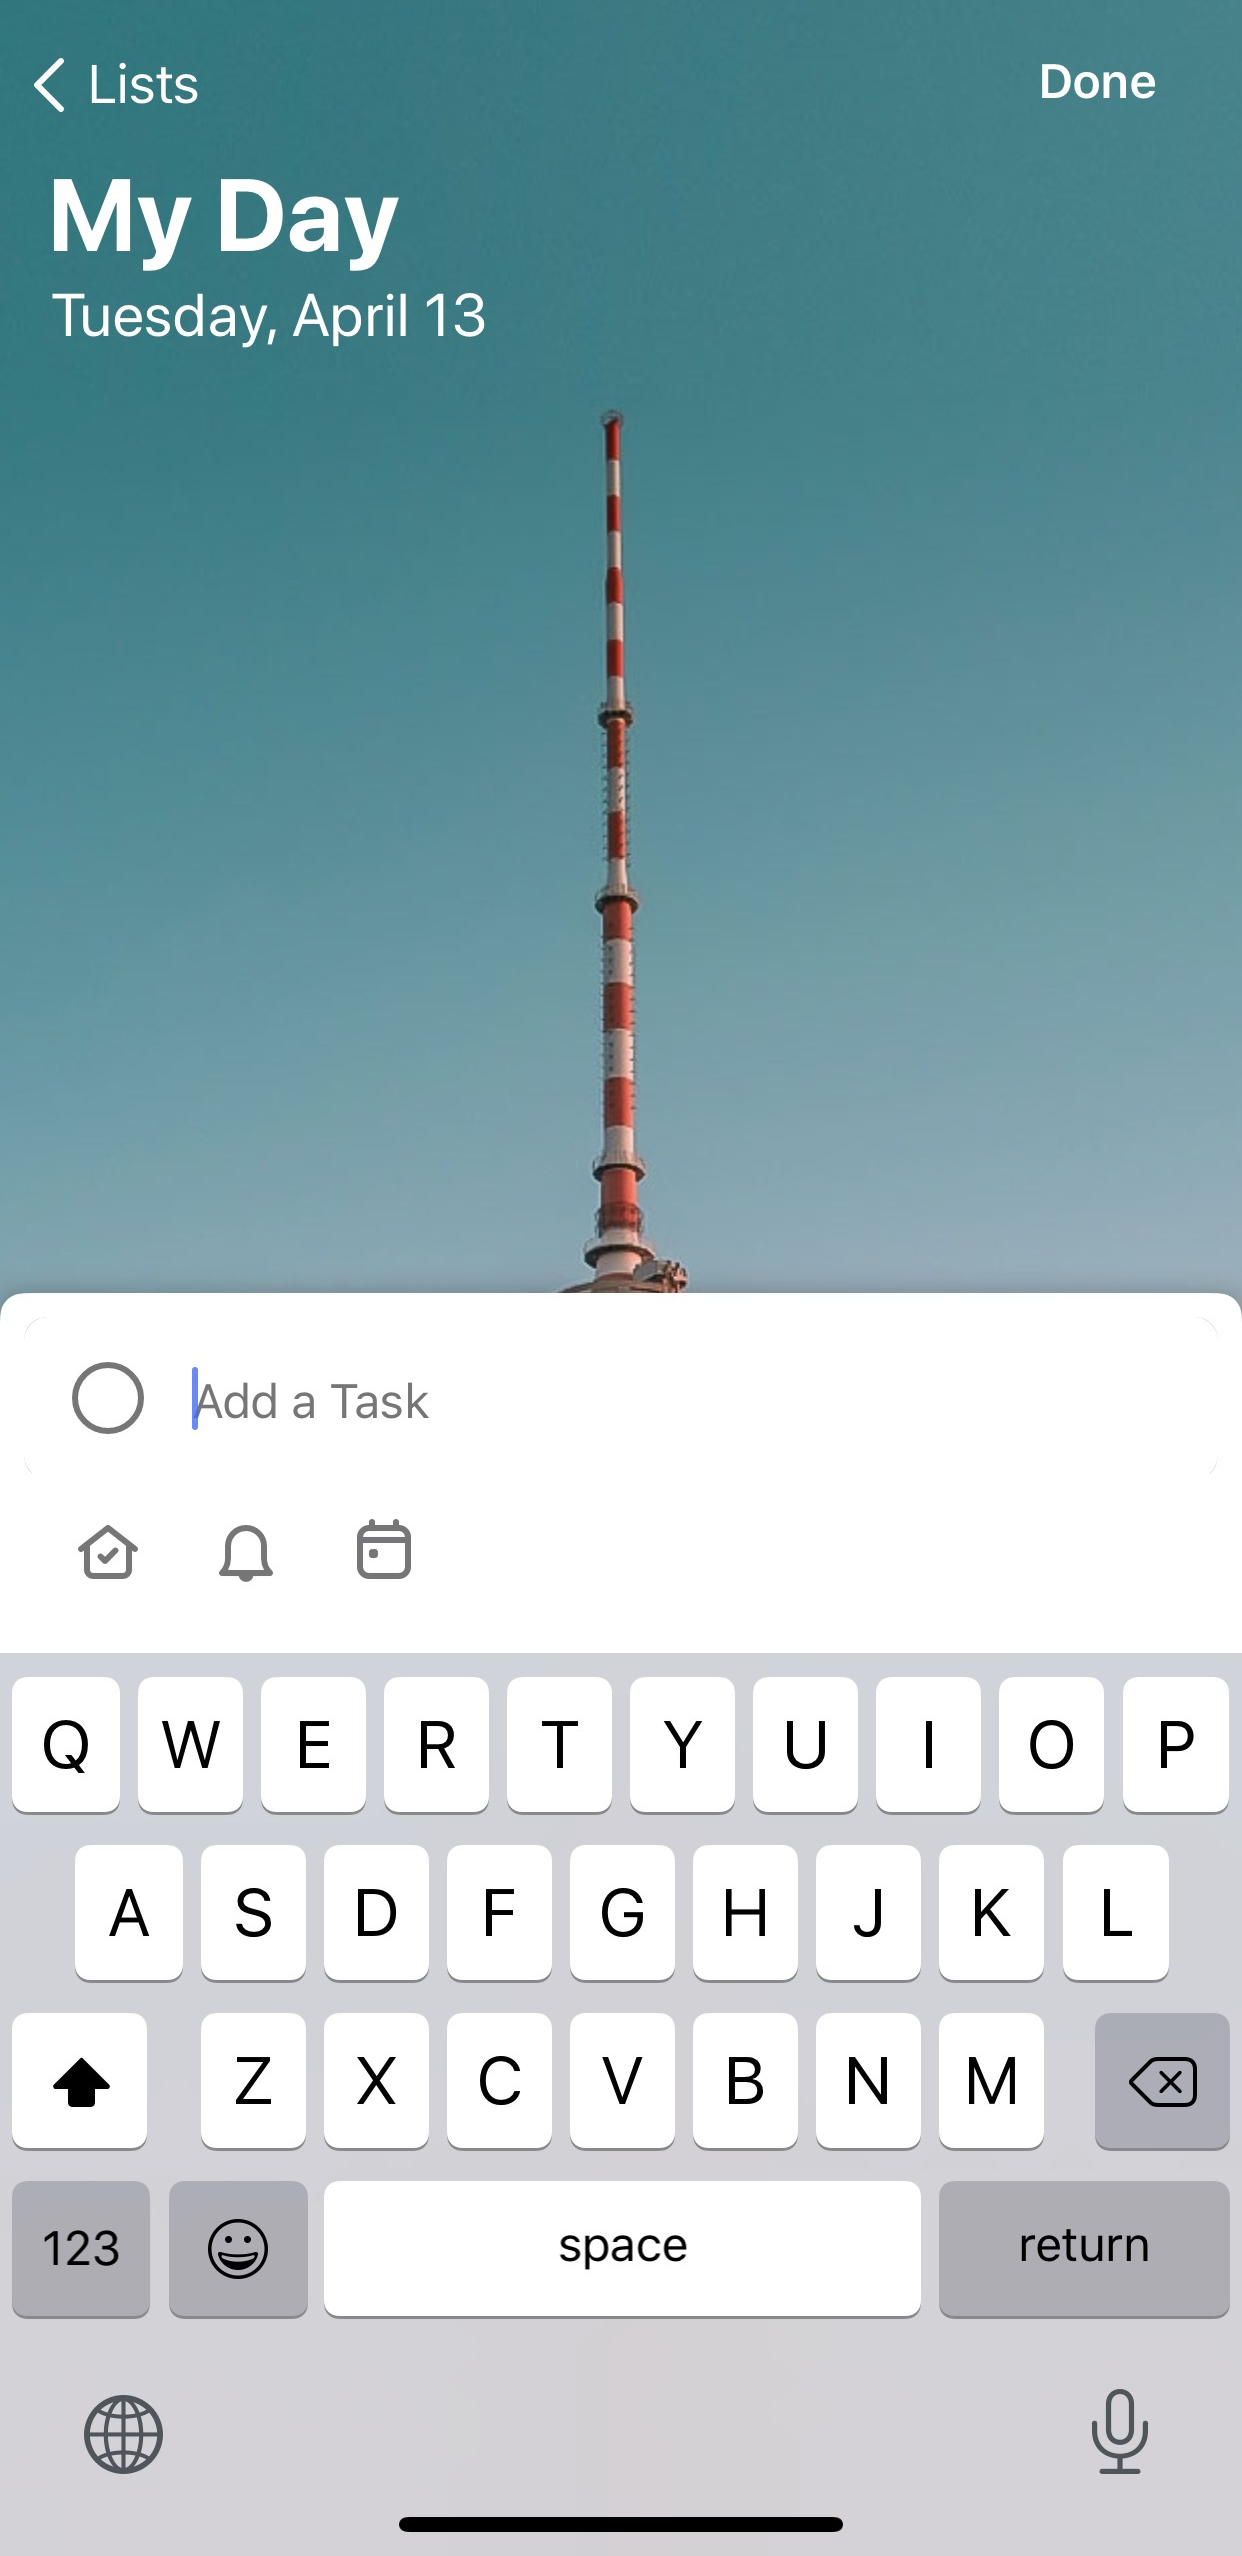 Lists
Done
My Day
Tuesday, April 13
Add a Task
Q W E R T Y U I O P
A S D F G H J K L
Z X C V B N M
123 space return